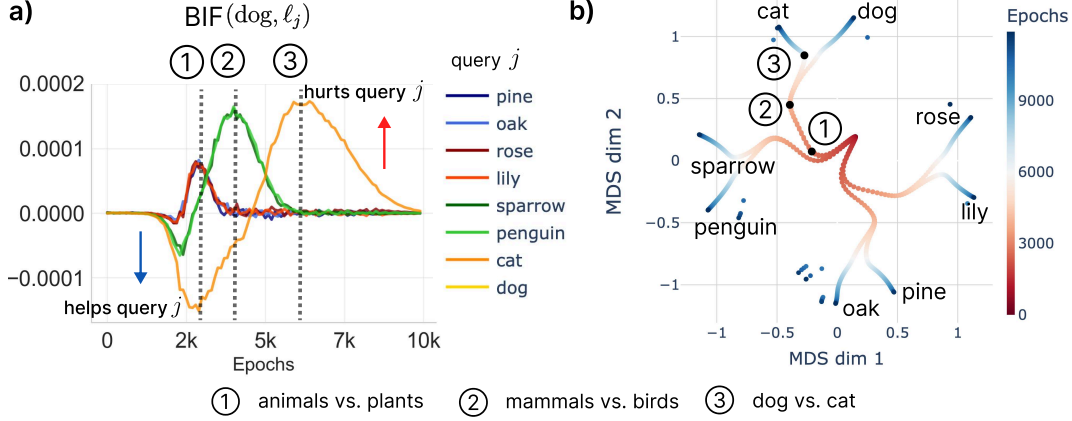 a)
BIF(dog, ℓj)
1 2 3
query j
hurts query j
helps query j
0.0002
0.0001
0.0000
−0.0001
0 2k 5k 7k 10k
Epochs
pine
oak
rose
lily
sparrow
penguin
cat
dog
b)
cat
dog
Epochs
3
2
1
rose
sparrow
lily
penguin
pine
oak
1
0.5
0
−0.5
−1
MDS dim 2
−1 −0.5 0 0.5 1
MDS dim 1
9000
6000
3000
0
1 animals vs. plants 2 mammals vs. birds 3 dog vs. cat